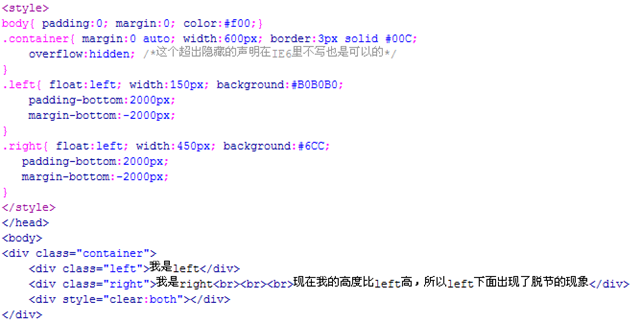 <style>
body{ padding:0; margin:0; color:#f00;}
.container{ margin:0 auto; width:600px; border:3px solid #00C;
overflow:hidden; /*这个超出隐藏的声明在IE6里不写也是可以的*/
}
.left{ float:left; width:150px; background:#B0B0B0;
padding-bottom:2000px;
margin-bottom:-2000px;
}
.right{ float:left; width:450px; background:#6CC;
padding-bottom:2000px;
margin-bottom:-2000px;
}
</style>
</head>
<body>
<div class="container">
<div class="left">我是left</div>
<div class="right">我是right<br><br><br>现在我的高度比left高，所以left下面出现了脱节的现象</div>
<div style="clear:both"></div>
</div>